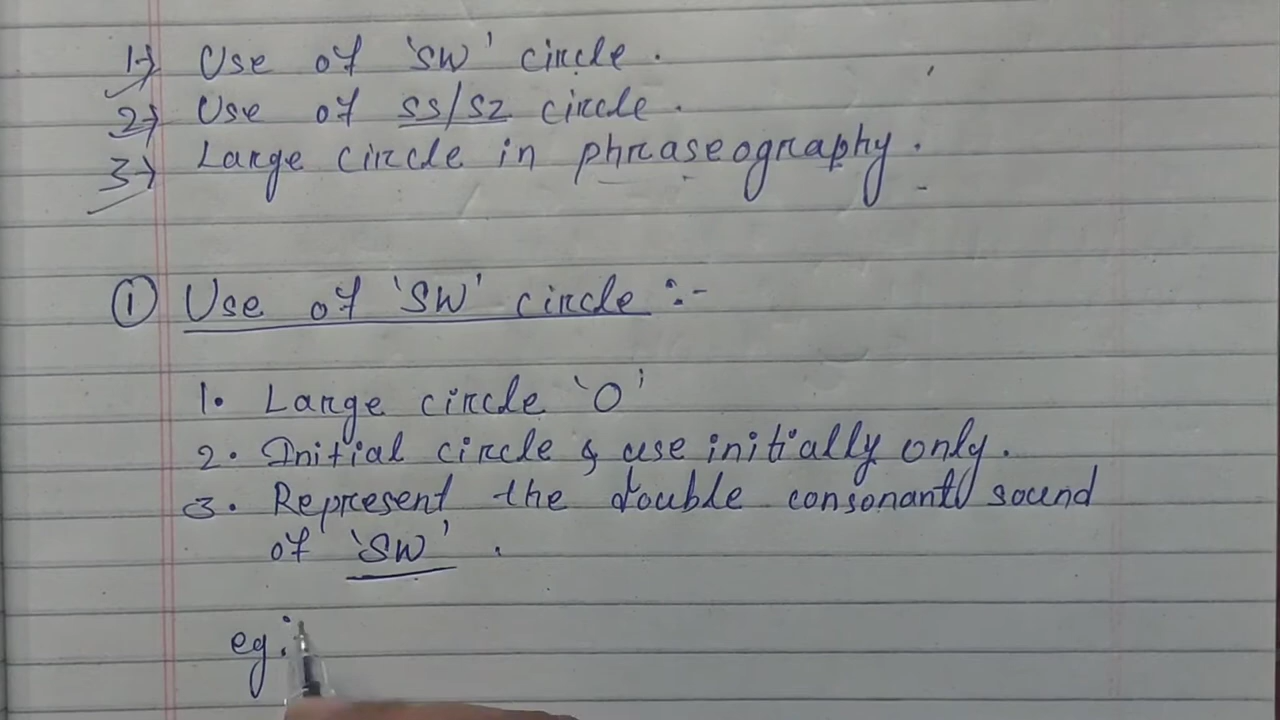 1) Use of 'SW' circle.
2) Use of SS/SZ circle.
3) Large circle in phraseography.
① Use of 'SW' circle :-
1. Large circle 'O'
2. Initial circle & use initially only.
3. Represent the double consonant sound
of 'SW'.
eg: